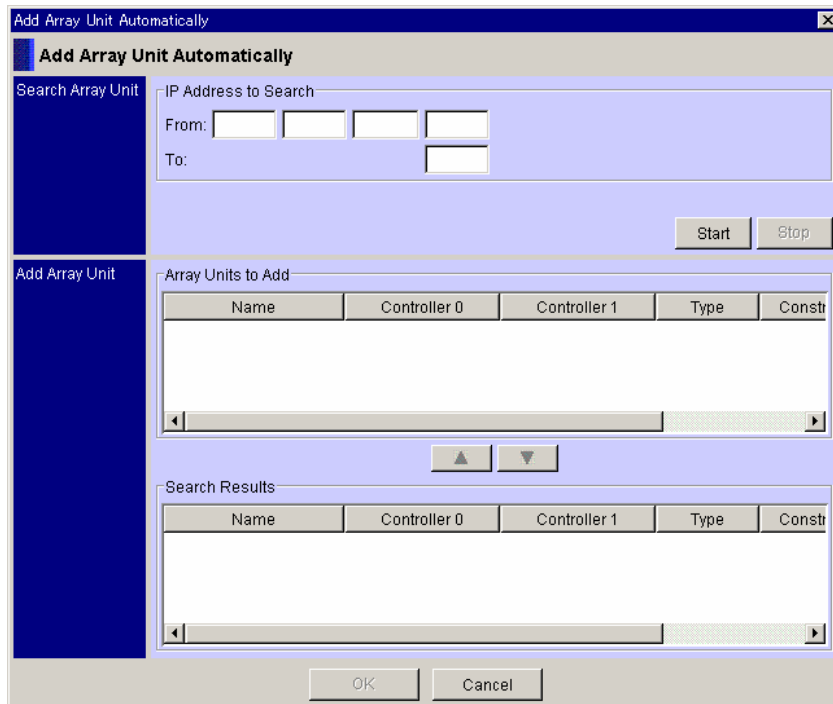 Add Array Unit Automatically
Add Array Unit Automatically
Search Array Unit
IP Address to Search
From:
To:
Start Stop
Add Array Unit
Array Units to Add
Name Controller 0 Controller 1 Type Constr
Search Results
Name Controller 0 Controller 1 Type Constr
OK Cancel